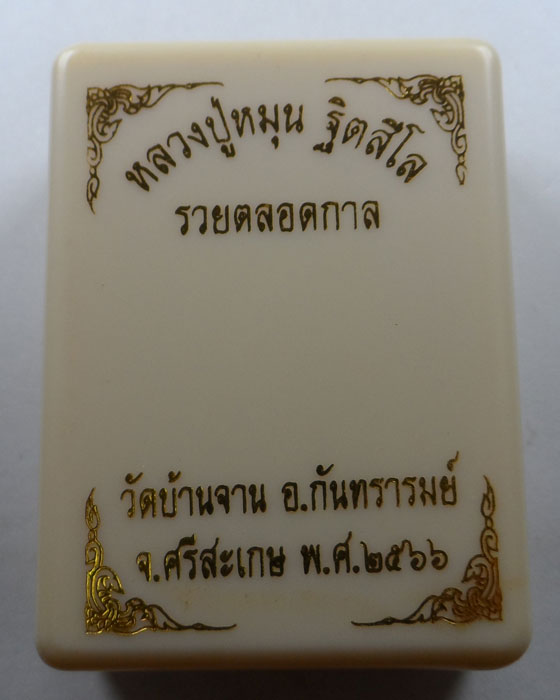 หลวงปู่หมุน ฐิตสีโล
รวยตลอดกาล
วัดบ้านจาน อ.กันทรารมย์
จ.ศรีสะเกษ พ.ศ.๒๕๖๖